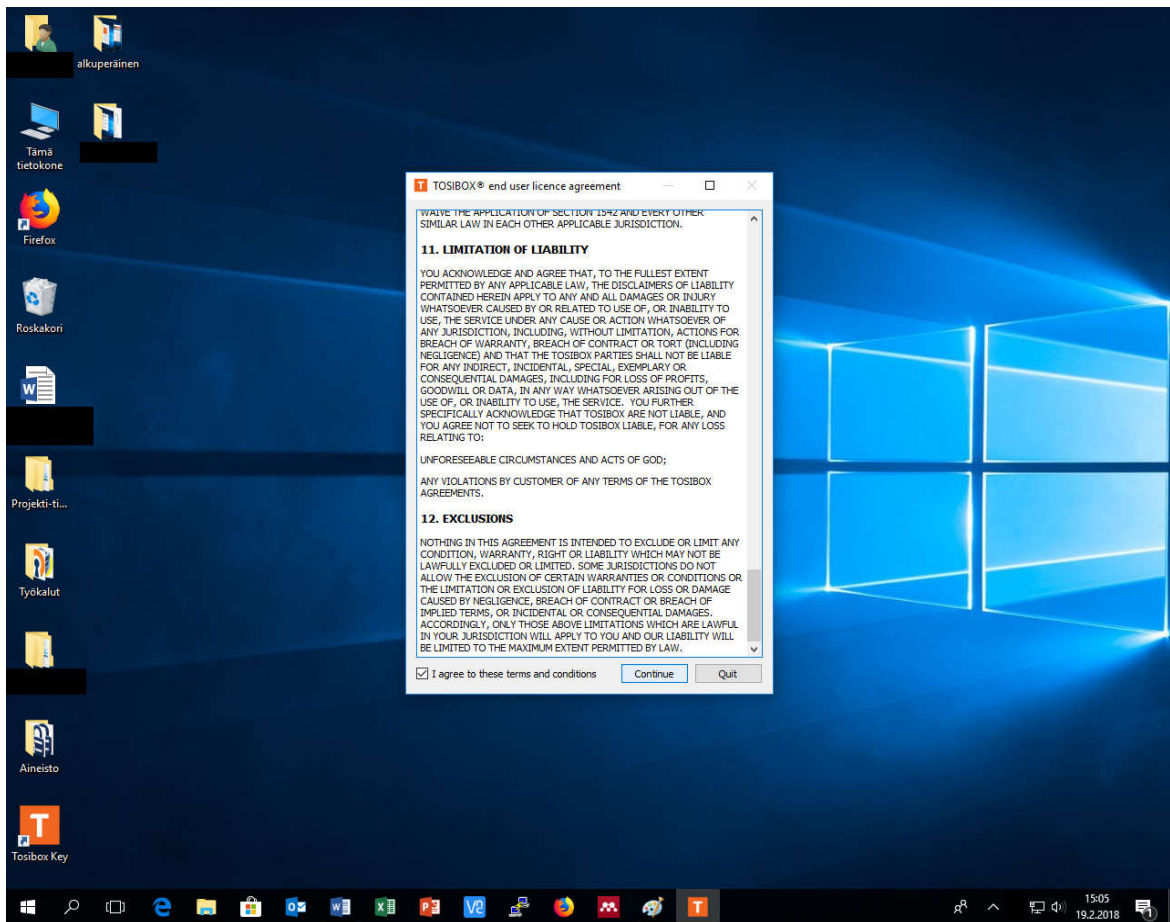 alkuperäinen
Tämä
tietokone
Firefox
Roskakori
Projekti-ti...
Työkalut
Aineisto
T
Tosibox Key
T TOSIBOX® end user licence agreement
WAIVE THE APPLICATION OF SECTION 1542 AND EVERY OTHER
SIMILAR LAW IN EACH OTHER APPLICABLE JURISDICTION.
11. LIMITATION OF LIABILITY
YOU ACKNOWLEDGE AND AGREE THAT, TO THE FULLEST EXTENT
PERMITTED BY ANY APPLICABLE LAW, THE DISCLAIMERS OF LIABILITY
CONTAINED HEREIN APPLY TO ANY AND ALL DAMAGES OR INJURY
WHATSOEVER CAUSED BY OR RELATED TO USE OF, OR INABILITY TO
USE, THE SERVICE UNDER ANY CAUSE OR ACTION WHATSOEVER OF
ANY JURISDICTION, INCLUDING, WITHOUT LIMITATION, ACTIONS FOR
BREACH OF WARRANTY, BREACH OF CONTRACT OR TORT (INCLUDING
NEGLIGENCE) AND THAT THE TOSIBOX PARTIES SHALL NOT BE LIABLE
FOR ANY INDIRECT, INCIDENTAL, SPECIAL, EXEMPLARY OR
CONSEQUENTIAL DAMAGES, INCLUDING FOR LOSS OF PROFITS,
GOODWILL OR DATA, IN ANY WAY WHATSOEVER ARISING OUT OF THE
USE OF, OR INABILITY TO USE, THE SERVICE. YOU FURTHER
SPECIFICALLY ACKNOWLEDGE THAT TOSIBOX ARE NOT LIABLE, AND
YOU AGREE NOT TO SEEK TO HOLD TOSIBOX LIABLE, FOR ANY LOSS
RELATING TO:
UNFORESEEABLE CIRCUMSTANCES AND ACTS OF GOD;
ANY VIOLATIONS BY CUSTOMER OF ANY TERMS OF THE TOSIBOX
AGREEMENTS.
12. EXCLUSIONS
NOTHING IN THIS AGREEMENT IS INTENDED TO EXCLUDE OR LIMIT ANY
CONDITION, WARRANTY, RIGHT OR LIABILITY WHICH MAY NOT BE
LAWFULLY EXCLUDED OR LIMITED. SOME JURISDICTIONS DO NOT
ALLOW THE EXCLUSION OF CERTAIN WARRANTIES OR CONDITIONS OR
THE LIMITATION OR EXCLUSION OF LIABILITY FOR LOSS OR DAMAGE
CAUSED BY NEGLIGENCE, BREACH OF CONTRACT OR BREACH OF
IMPLIED TERMS, OR INCIDENTAL OR CONSEQUENTIAL DAMAGES.
ACCORDINGLY, ONLY THOSE ABOVE LIMITATIONS WHICH ARE LAWFUL
IN YOUR JURISDICTION WILL APPLY TO YOU AND OUR LIABILITY WILL
BE LIMITED TO THE MAXIMUM EXTENT PERMITTED BY LAW.
I agree to these terms and conditions Continue Quit
15:05
19.2.2018